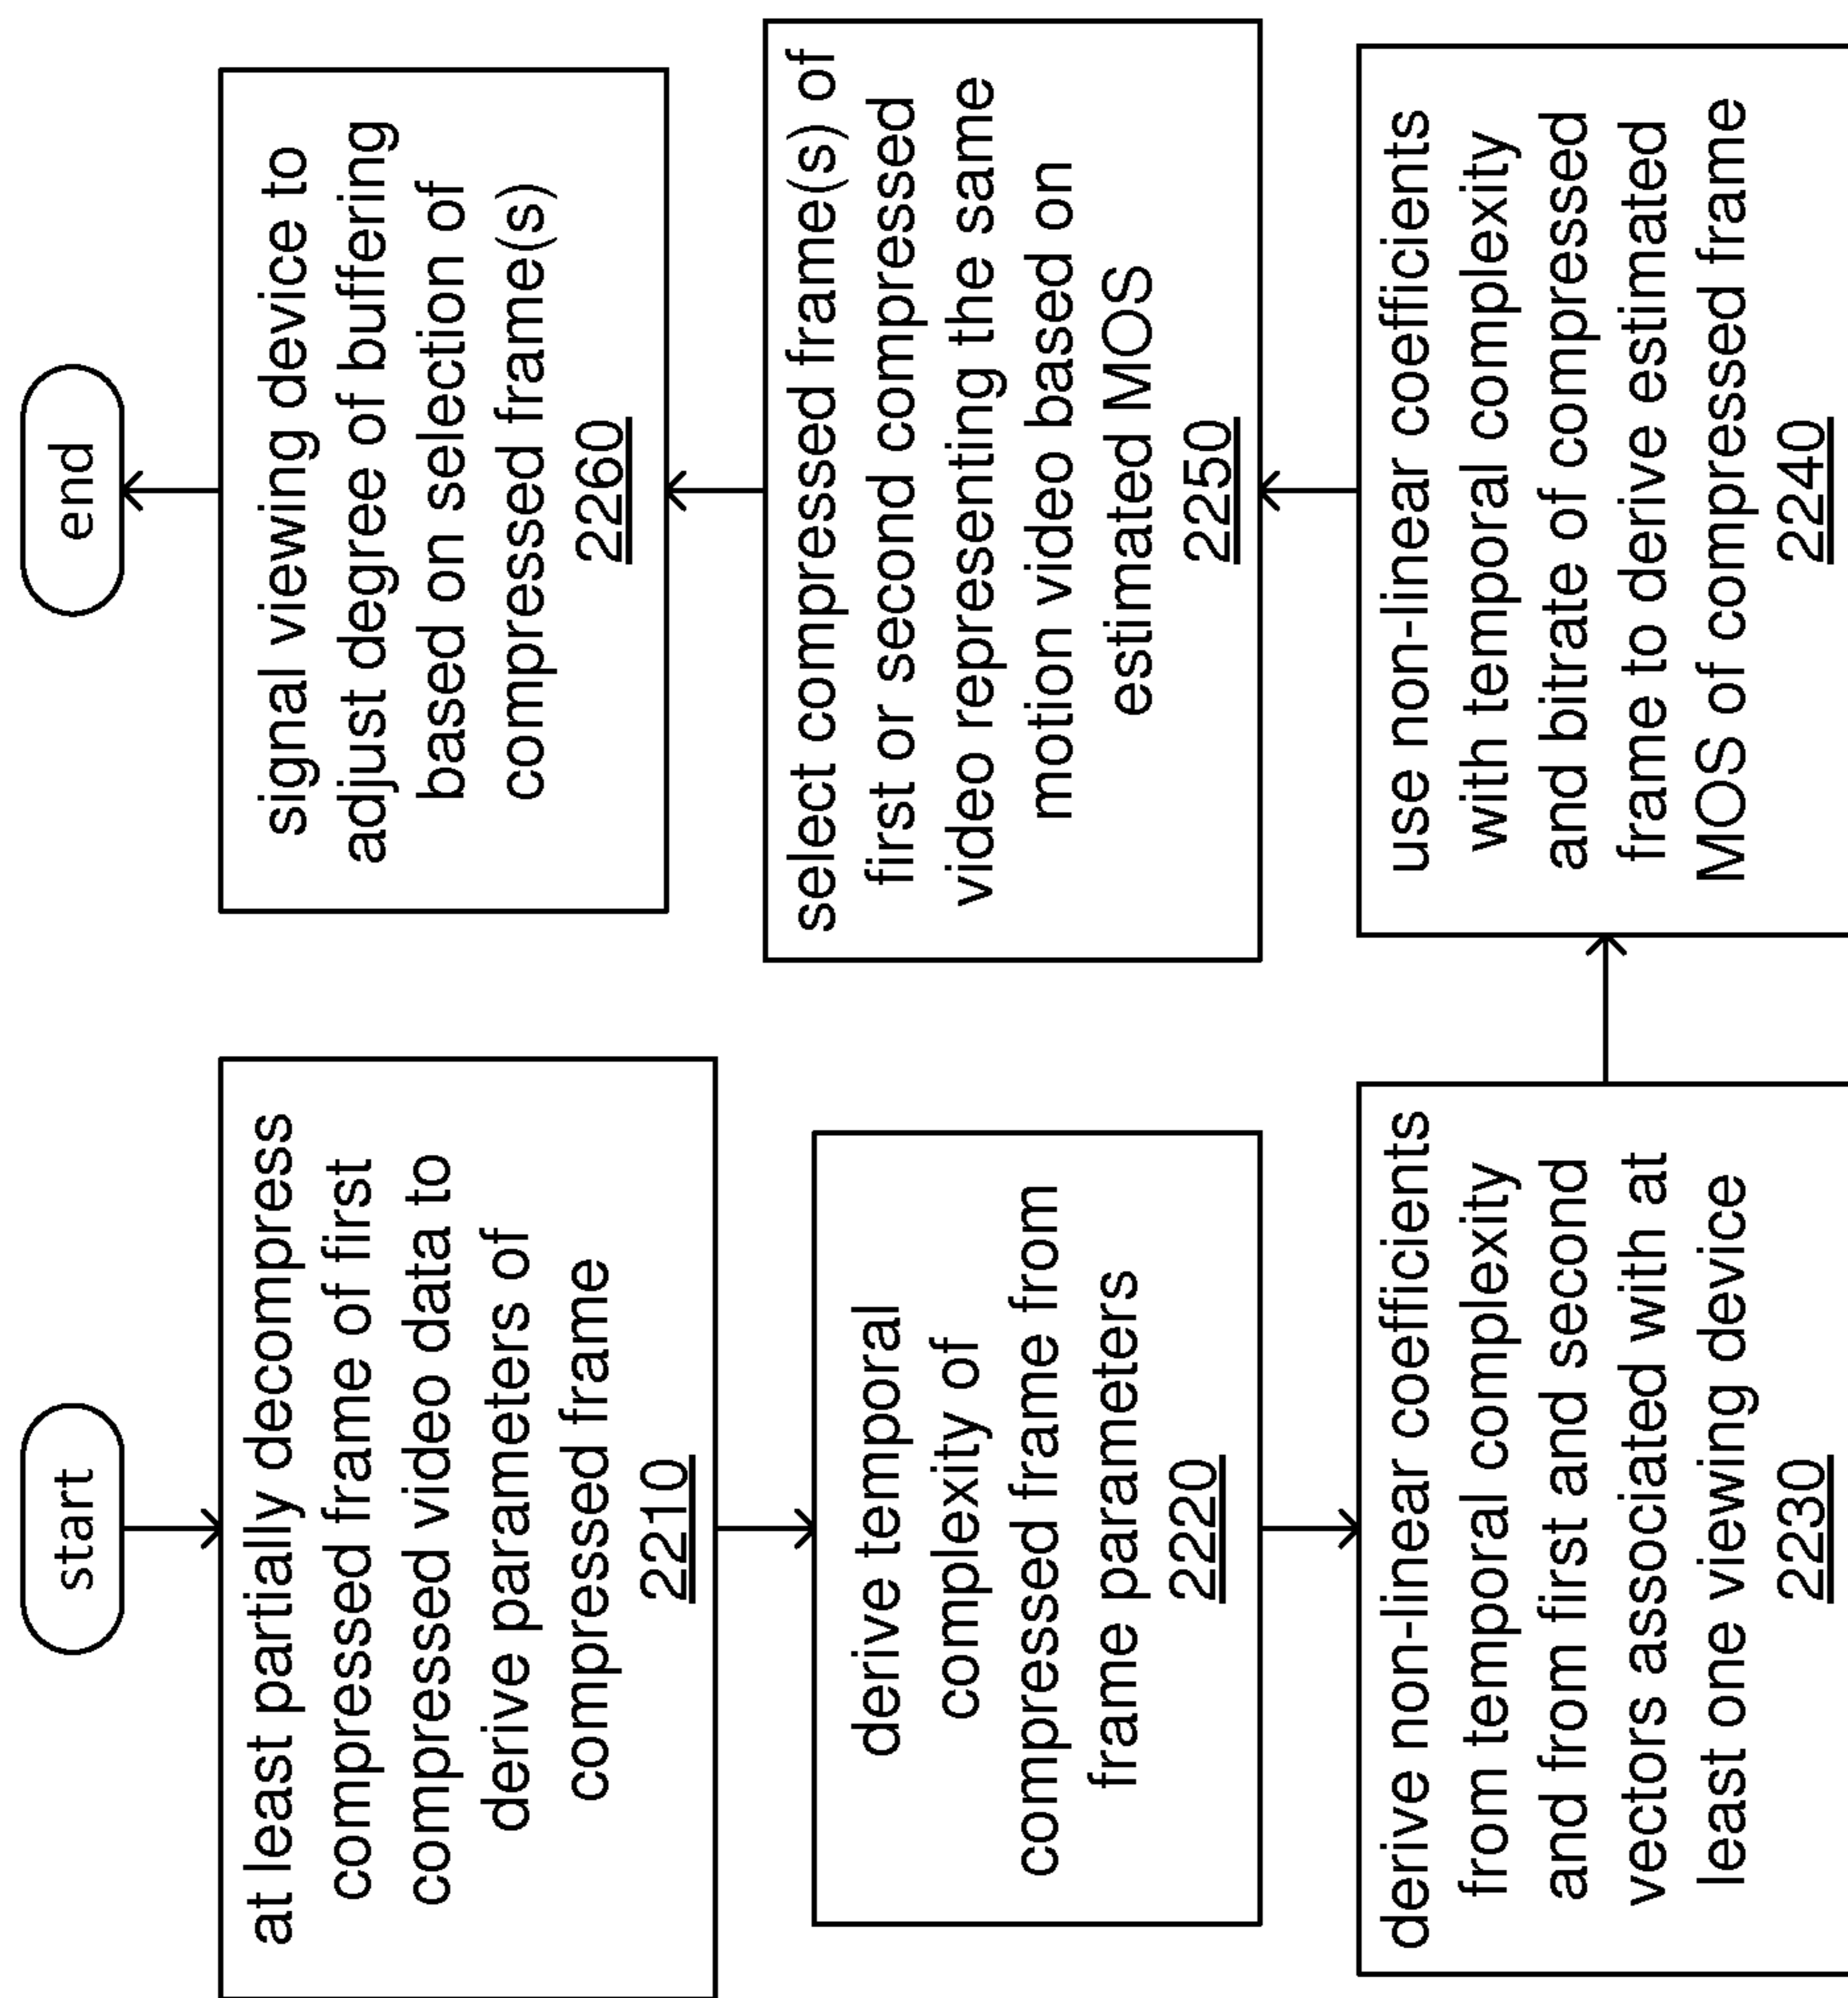 start
at least partially decompress
compressed frame of first
compressed video data to
derive parameters of
compressed frame
2210
derive temporal
complexity of
compressed frame from
frame parameters
2220
derive non-linear coefficients
from temporal complexity
and from first and second
vectors associated with at
least one viewing device
2230
use non-linear coefficients
with temporal complexity
and bitrate of compressed
frame to derive estimated
MOS of compressed frame
2240
select compressed frame(s) of
first or second compressed
video representing the same
motion video based on
estimated MOS
2250
signal viewing device to
adjust degree of buffering
based on selection of
compressed frame(s)
2260
end